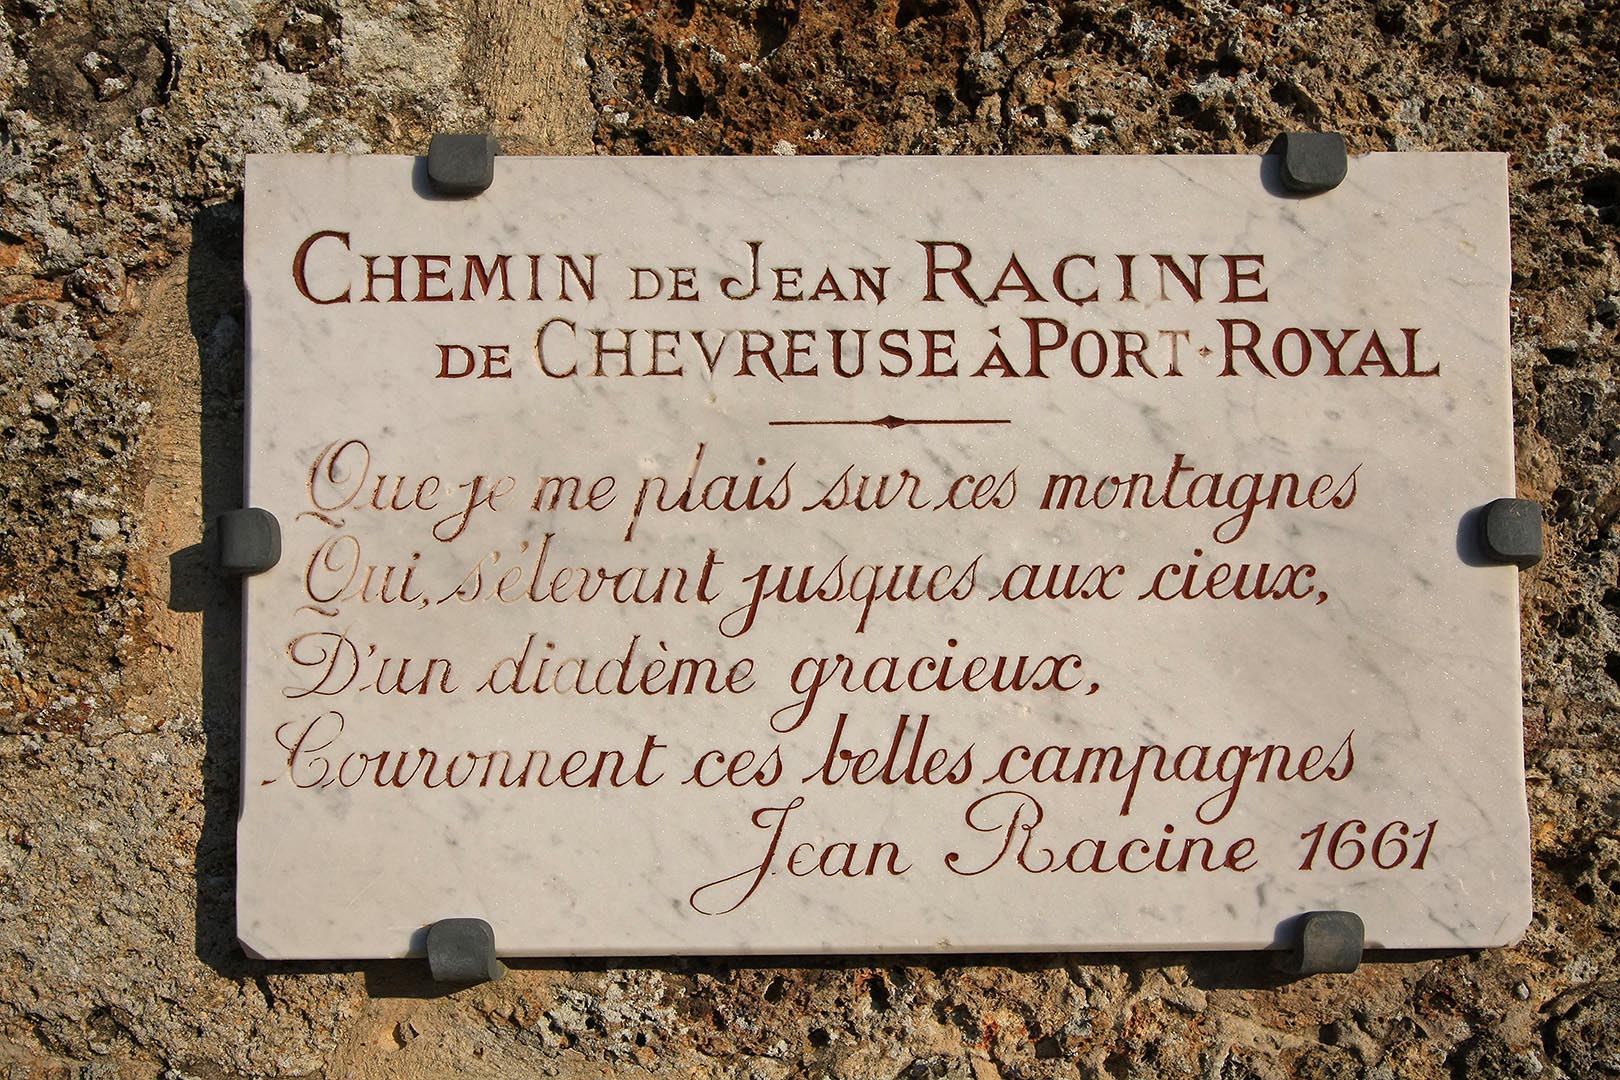 CHEMIN DE JEAN RACINE
DE CHEVREUSE À PORT-ROYAL
Que je me plais sur ces montagnes
Qui, s'élevant jusques aux cieux,
D'un diadème gracieux,
Couronnent ces belles campagnes
Jean Racine 1661